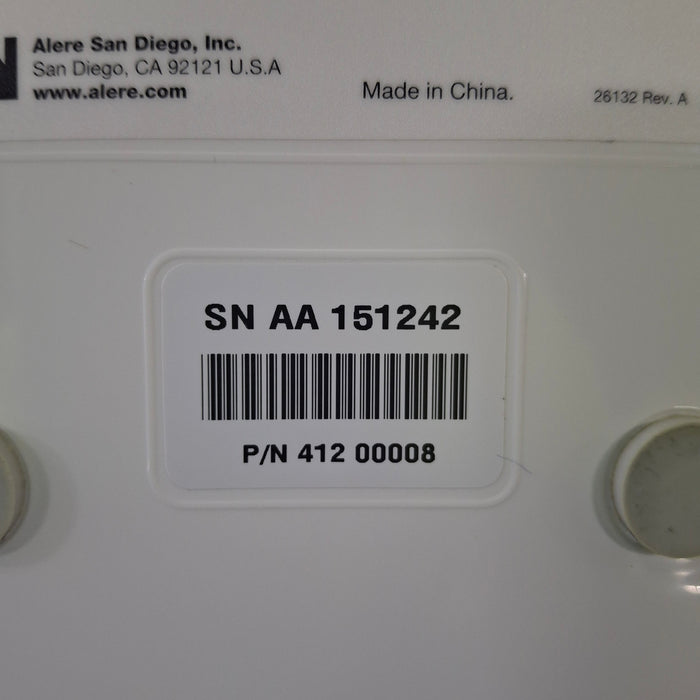 Alere San Diego, Inc.
San Diego, CA 92121 U.S.A
www.alere.com
Made in China.
26132 Rev. A
SN AA 151242
P/N 412 00008